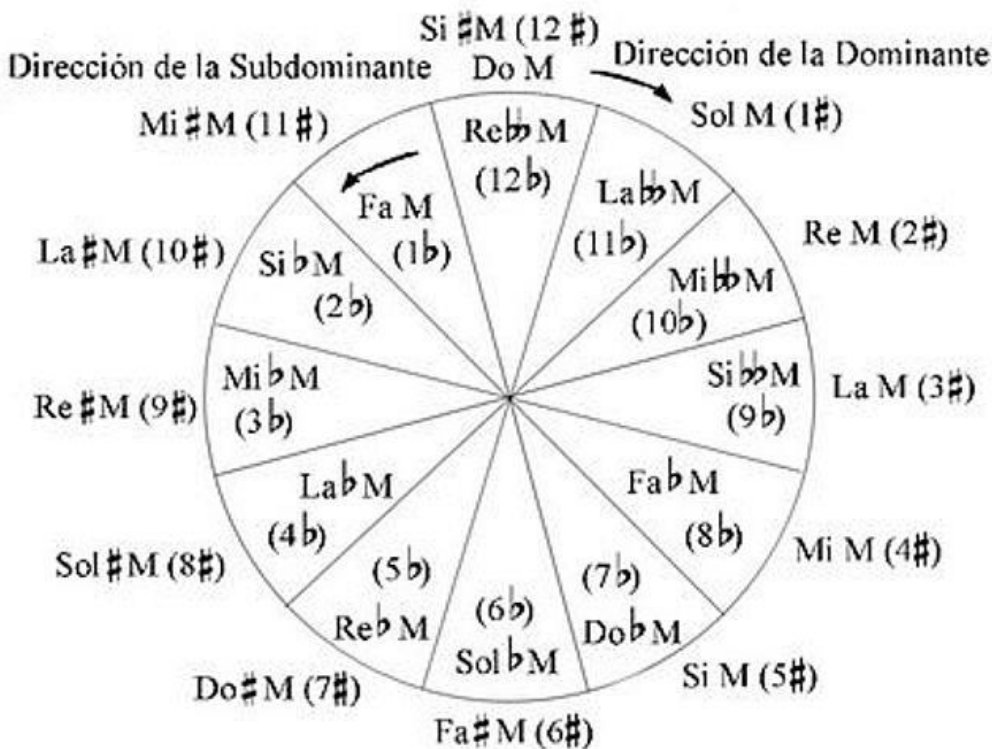 Si ♯M (12 ♯)
Dirección de la Subdominante
Do M
Dirección de la Dominante
Sol M (1♯)
Re M (2♯)
La M (3♯)
Mi M (4♯)
Si M (5♯)
Fa♯ M (6♯)
Do♯ M (7♯)
Sol ♯M (8♯)
Re ♯M (9♯)
La ♯M (10♯)
Mi ♯M (11♯)
Re𝄫 M
(12♭)
La𝄫M
(11♭)
Mi𝄫M
(10♭)
Si𝄫M
(9♭)
Fa♭M
(8♭)
(7♭)
Do♭M
(6♭)
Sol♭M
(5♭)
Re♭M
La♭M
(4♭)
Mi♭M
(3♭)
Si♭M
(2♭)
Fa M
(1♭)